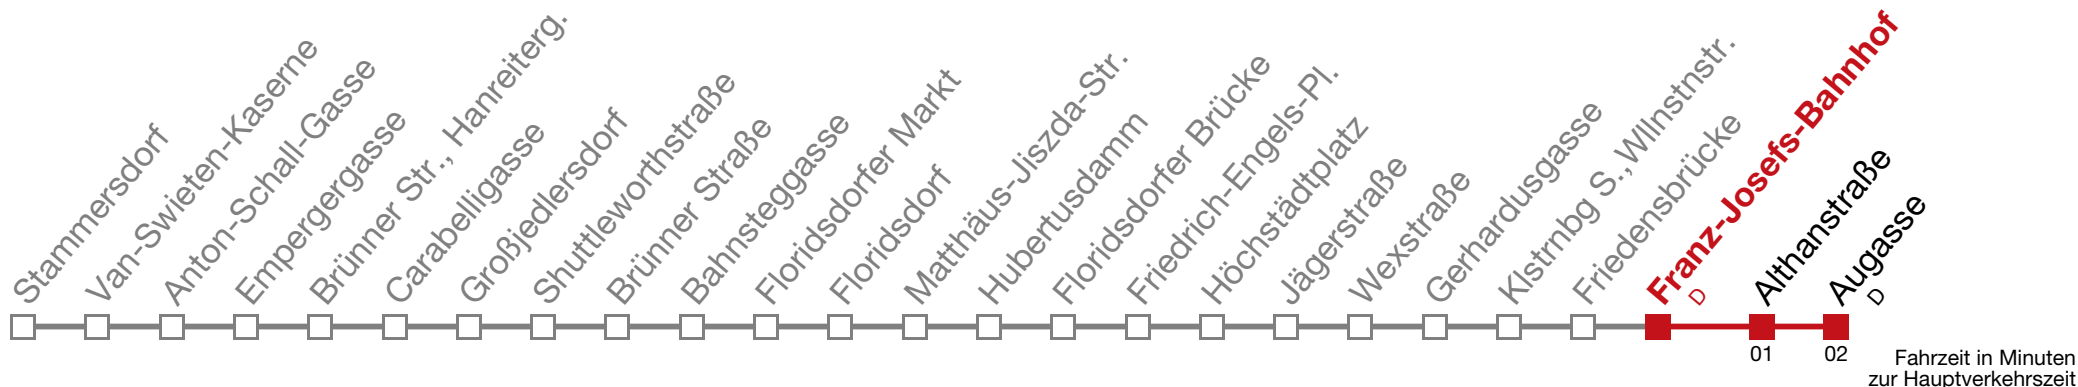 Stammersdorf
Van-Swieten-Kaserne
Anton-Schall-Gasse
Empergergasse
Brünner Str., Hanreiterg.
Carabelligasse
Großjedlersdorf
Shuttleworthstraße
Brünner Straße
Bahnsteggasse
Floridsdorfer Markt
Floridsdorf
Matthäus-Jiszda-Str.
Hubertusdamm
Floridsdorfer Brücke
Friedrich-Engels-Pl.
Höchstädtplatz
Jägerstraße
Wexstraße
Gerhardusgasse
Klstrnbg S., Wllnstnstr.
Friedensbrücke
Franz-Josefs-Bahnhof
D
Althanstraße
Augasse
D
01
02
Fahrzeit in Minuten
zur Hauptverkehrszeit